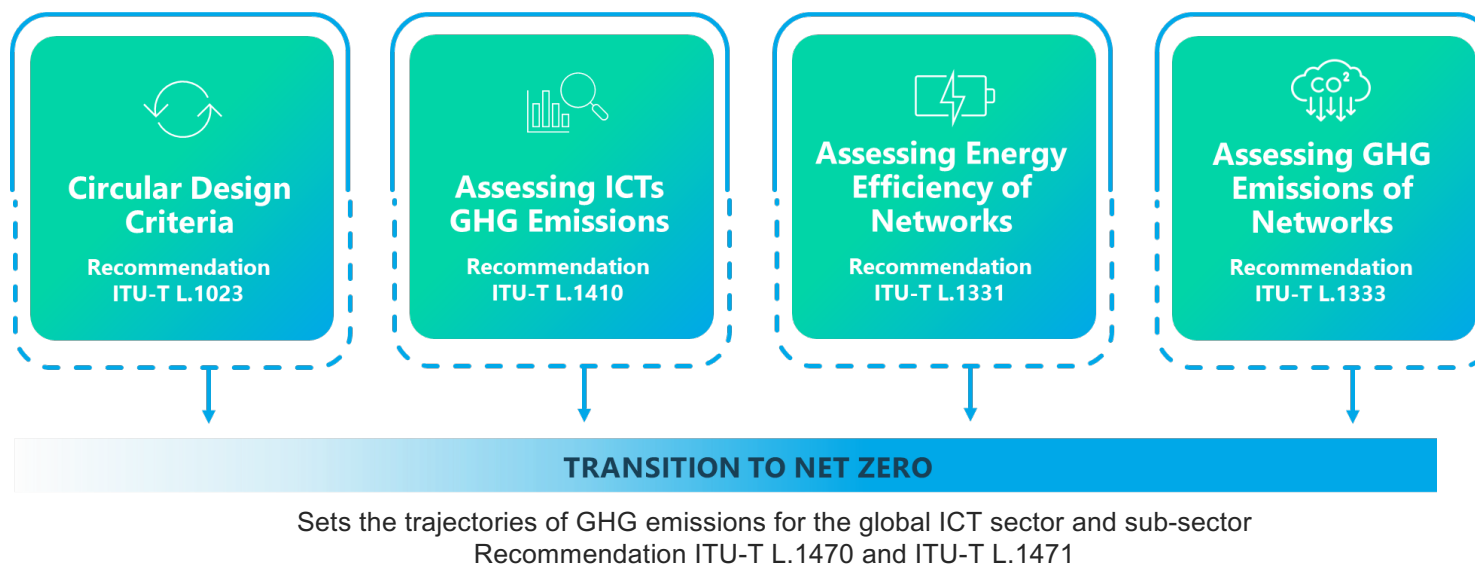 Circular Design
Criteria
Recommendation
ITU-T L.1023
Assessing ICTs
GHG Emissions
Recommendation
ITU-T L.1410
Assessing Energy
Efficiency of
Networks
Recommendation
ITU-T L.1331
CO²
Assessing GHG
Emissions of
Networks
Recommendation
ITU-T L.1333
TRANSITION TO NET ZERO
Sets the trajectories of GHG emissions for the global ICT sector and sub-sector
Recommendation ITU-T L.1470 and ITU-T L.1471